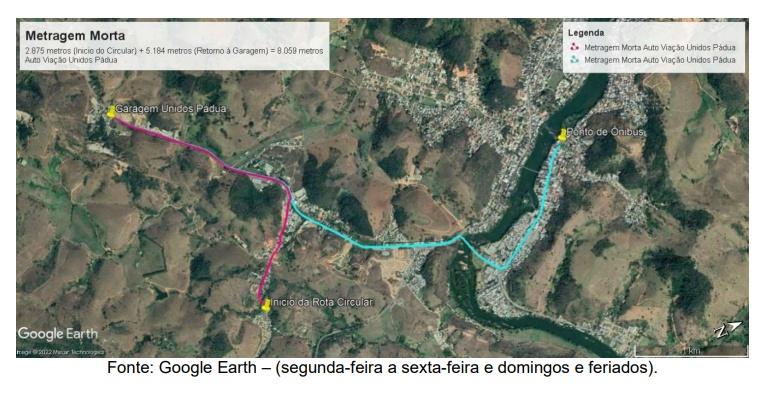 Metragem Morta
2.875 metros (Inicio do Circular) + 5.184 metros (Retorno à Garagem) = 8.059 metros
Auto Viação Unidos Pádua
Legenda
Metragem Morta Auto Viação Unidos Pádua
Metragem Morta Auto Viação Unidos Pádua
Garagem Unidos Pádua
Ponto de Ônibus
Inicio da Rota Circular
Google Earth
Image © 2022 Maxar Technologies
1 km
Fonte: Google Earth – (segunda-feira a sexta-feira e domingos e feriados).